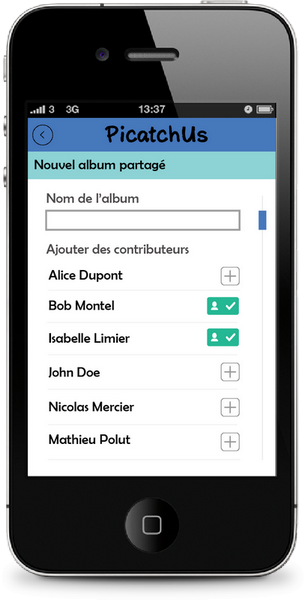 3 3G 13:37
PicatchUs
Nouvel album partagé
Nom de l'album
Ajouter des contributeurs
Alice Dupont
Bob Montel
Isabelle Limier
John Doe
Nicolas Mercier
Mathieu Polut